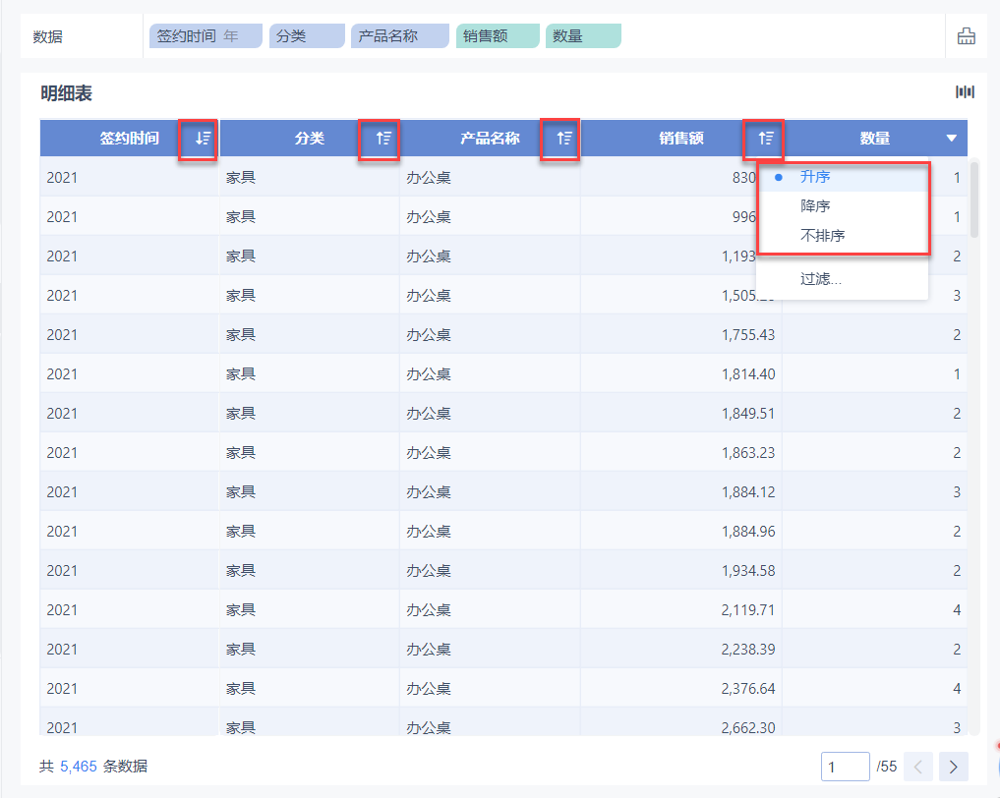 数据 签约时间 年 分类 产品名称 销售额 数量
明细表
签约时间 分类 产品名称 销售额 数量
2021 家具 办公桌 830 1
升序
2021 家具 办公桌 996 1
降序
不排序
2021 家具 办公桌 1,193 2
过滤...
2021 家具 办公桌 1,505. 3
2021 家具 办公桌 1,755.43 2
2021 家具 办公桌 1,814.40 1
2021 家具 办公桌 1,849.51 2
2021 家具 办公桌 1,863.23 2
2021 家具 办公桌 1,884.12 3
2021 家具 办公桌 1,884.96 2
2021 家具 办公桌 1,934.58 2
2021 家具 办公桌 2,119.71 4
2021 家具 办公桌 2,238.39 2
2021 家具 办公桌 2,376.64 4
2021 家具 办公桌 2,662.30 3
共 5,465 条数据 1 /55